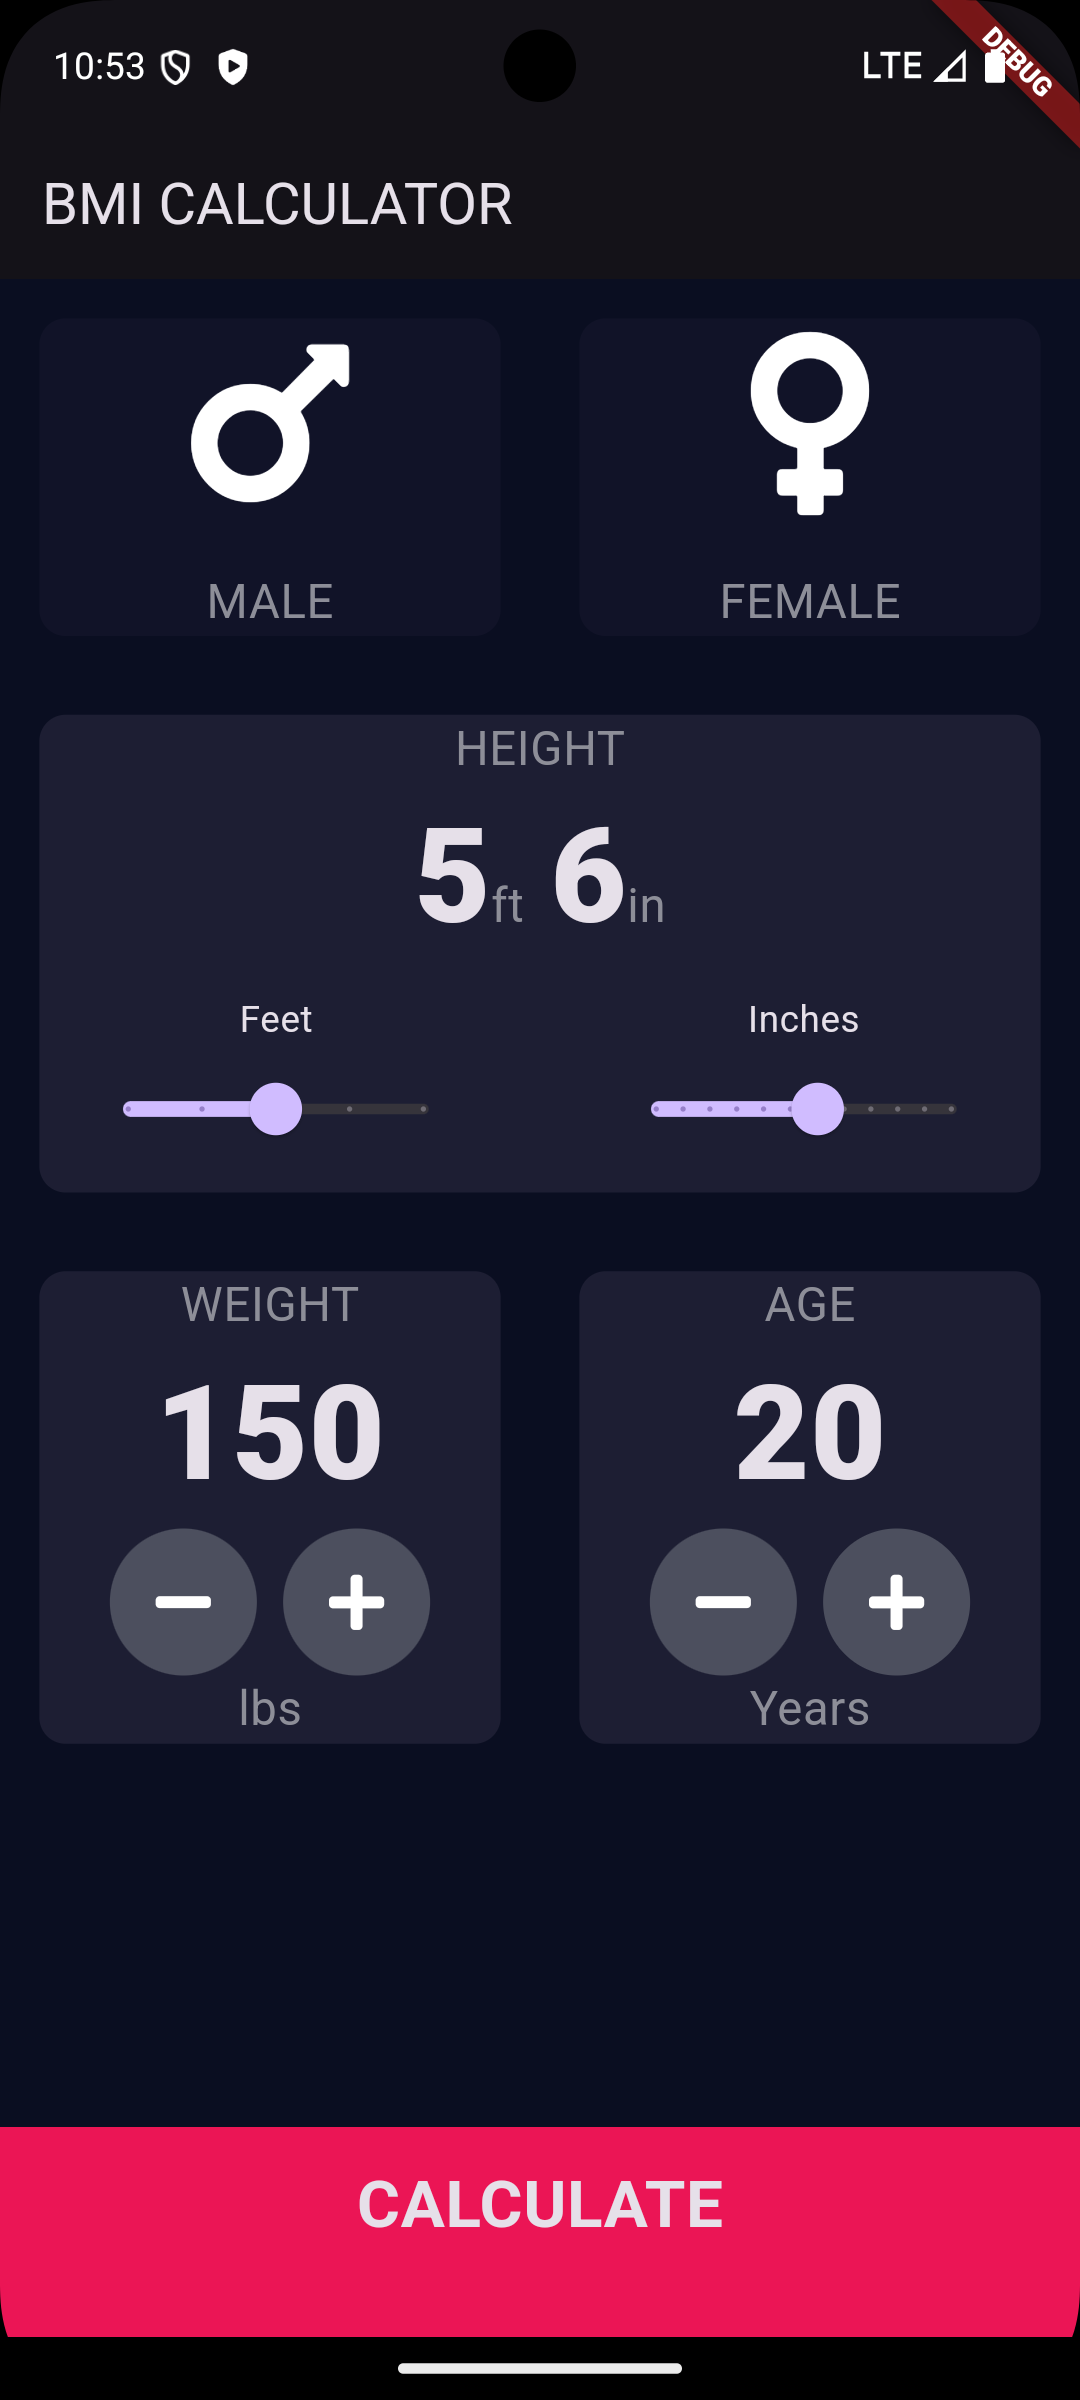 10:53
LTE
DEBUG
BMI CALCULATOR
MALE
FEMALE
HEIGHT
5ft 6in
Feet
Inches
WEIGHT
AGE
150
20
lbs
Years
CALCULATE